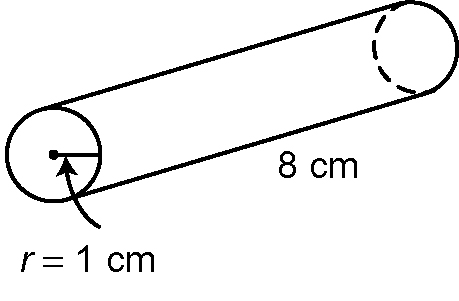 8 cm
r = 1 cm